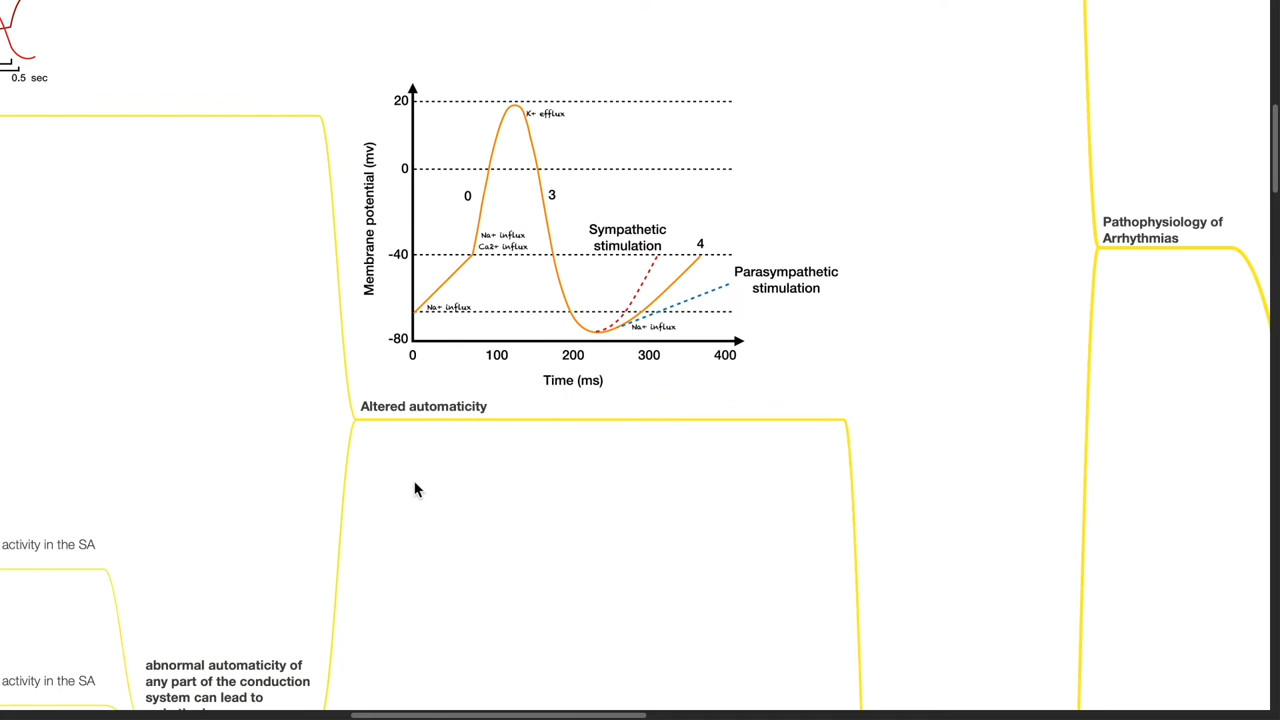 0.5 sec
20
K+ efflux
0
Membrane potential (mv)
0
3
Na+ influx
Ca2+ influx
Sympathetic
stimulation
4
-40
Parasympathetic
stimulation
Na+ influx
Na+ influx
-80
0
100
200
300
400
Time (ms)
Altered automaticity
Pathophysiology of
Arrhythmias
activity in the SA
activity in the SA
abnormal automaticity of
any part of the conduction
system can lead to